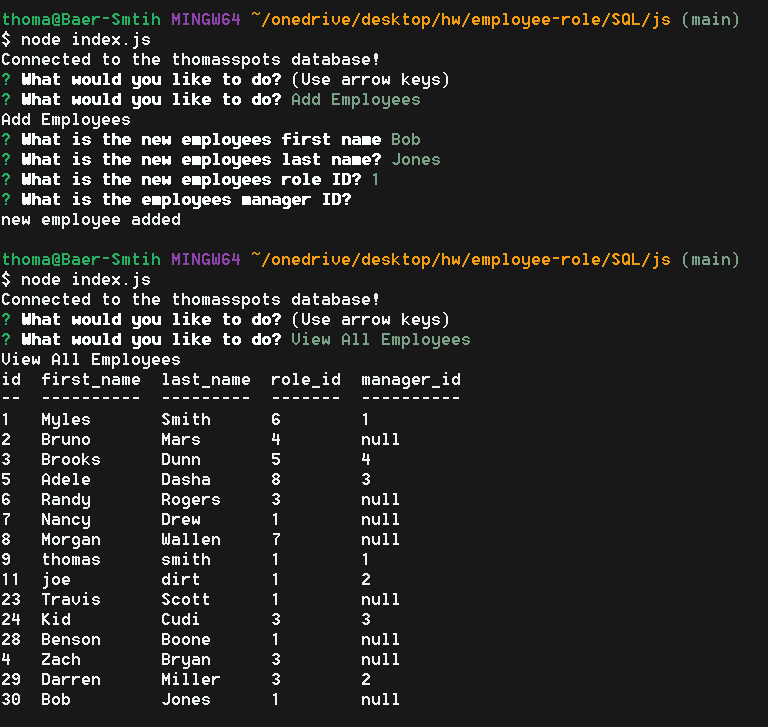 thoma@Baer-Smtih MINGW64 ~/onedrive/desktop/hw/employee-role/SQL/js (main)
$ node index.js
Connected to the thomasspots database!
? What would you like to do? (Use arrow keys)
? What would you like to do? Add Employees
Add Employees
? What is the new employees first name Bob
? What is the new employees last name? Jones
? What is the new employees role ID? 1
? What is the employees manager ID?
new employee added
thoma@Baer-Smtih MINGW64 ~/onedrive/desktop/hw/employee-role/SQL/js (main)
$ node index.js
Connected to the thomasspots database!
? What would you like to do? (Use arrow keys)
? What would you like to do? View All Employees
View All Employees
id  first_name  last_name  role_id  manager_id
--  ----------  ---------  -------  ----------
1   Myles       Smith      6        1
2   Bruno       Mars       4        null
3   Brooks      Dunn       5        4
5   Adele       Dasha      8        3
6   Randy       Rogers     3        null
7   Nancy       Drew       1        null
8   Morgan      Wallen     7        null
9   thomas      smith      1        1
11  joe         dirt       1        2
23  Travis      Scott      1        null
24  Kid         Cudi       3        3
28  Benson      Boone      1        null
4   Zach        Bryan      3        null
29  Darren      Miller     3        2
30  Bob         Jones      1        null